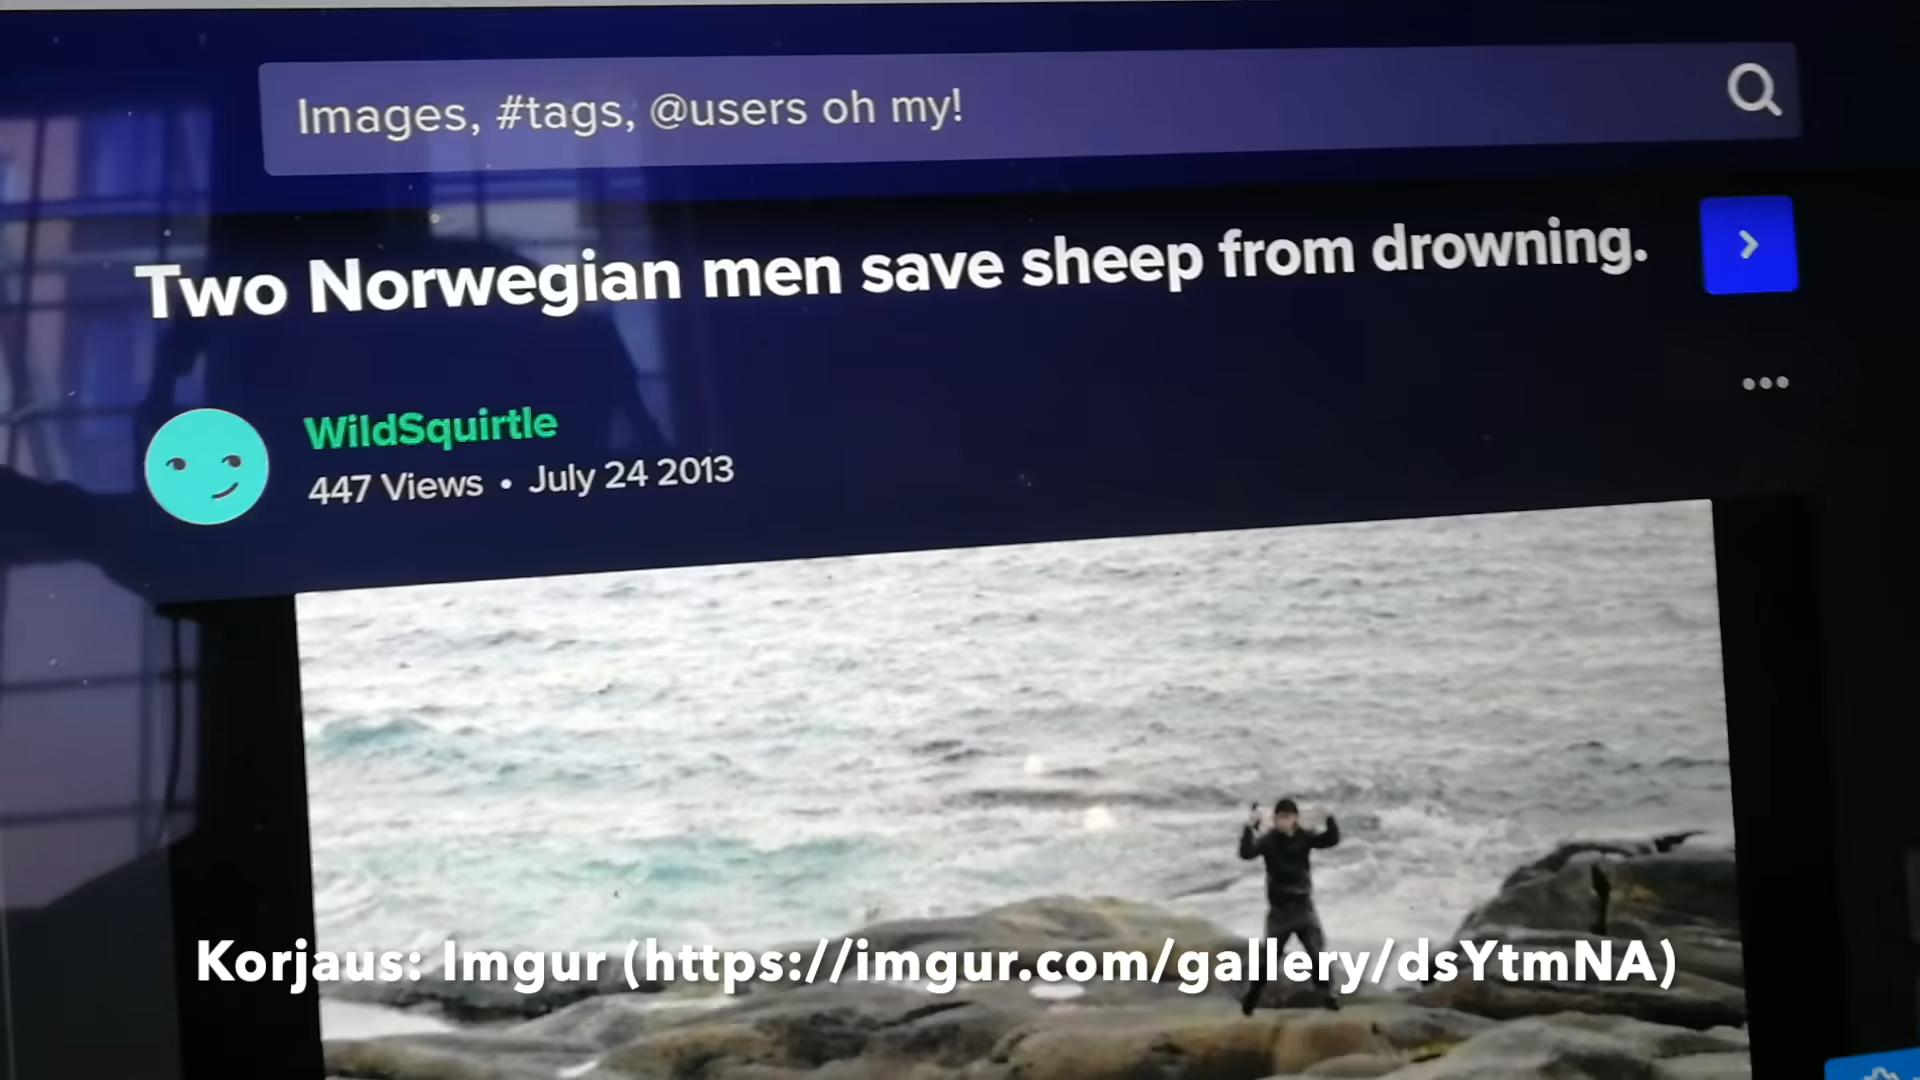 Images, #tags, @users oh my!
Two Norwegian men save sheep from drowning.
WildSquirtle
447 Views • July 24 2013
Korjaus: Imgur (https://imgur.com/gallery/dsYtmNA)